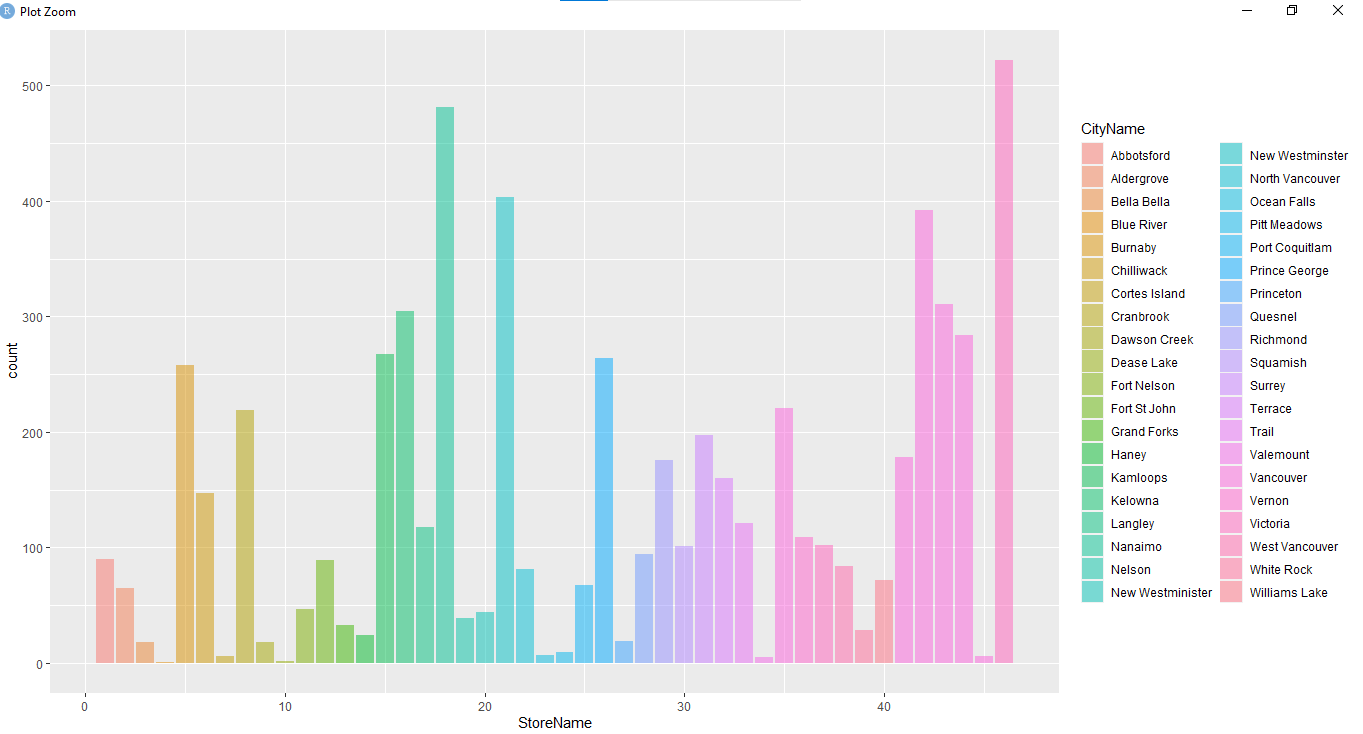 R Plot Zoom
500
400
300
200
100
0
count
0 10 20 30 40
StoreName
CityName
Abbotsford
Aldergrove
Bella Bella
Blue River
Burnaby
Chilliwack
Cortes Island
Cranbrook
Dawson Creek
Dease Lake
Fort Nelson
Fort St John
Grand Forks
Haney
Kamloops
Kelowna
Langley
Nanaimo
Nelson
New Westminister
New Westminster
North Vancouver
Ocean Falls
Pitt Meadows
Port Coquitlam
Prince George
Princeton
Quesnel
Richmond
Squamish
Surrey
Terrace
Trail
Valemount
Vancouver
Vernon
Victoria
West Vancouver
White Rock
Williams Lake